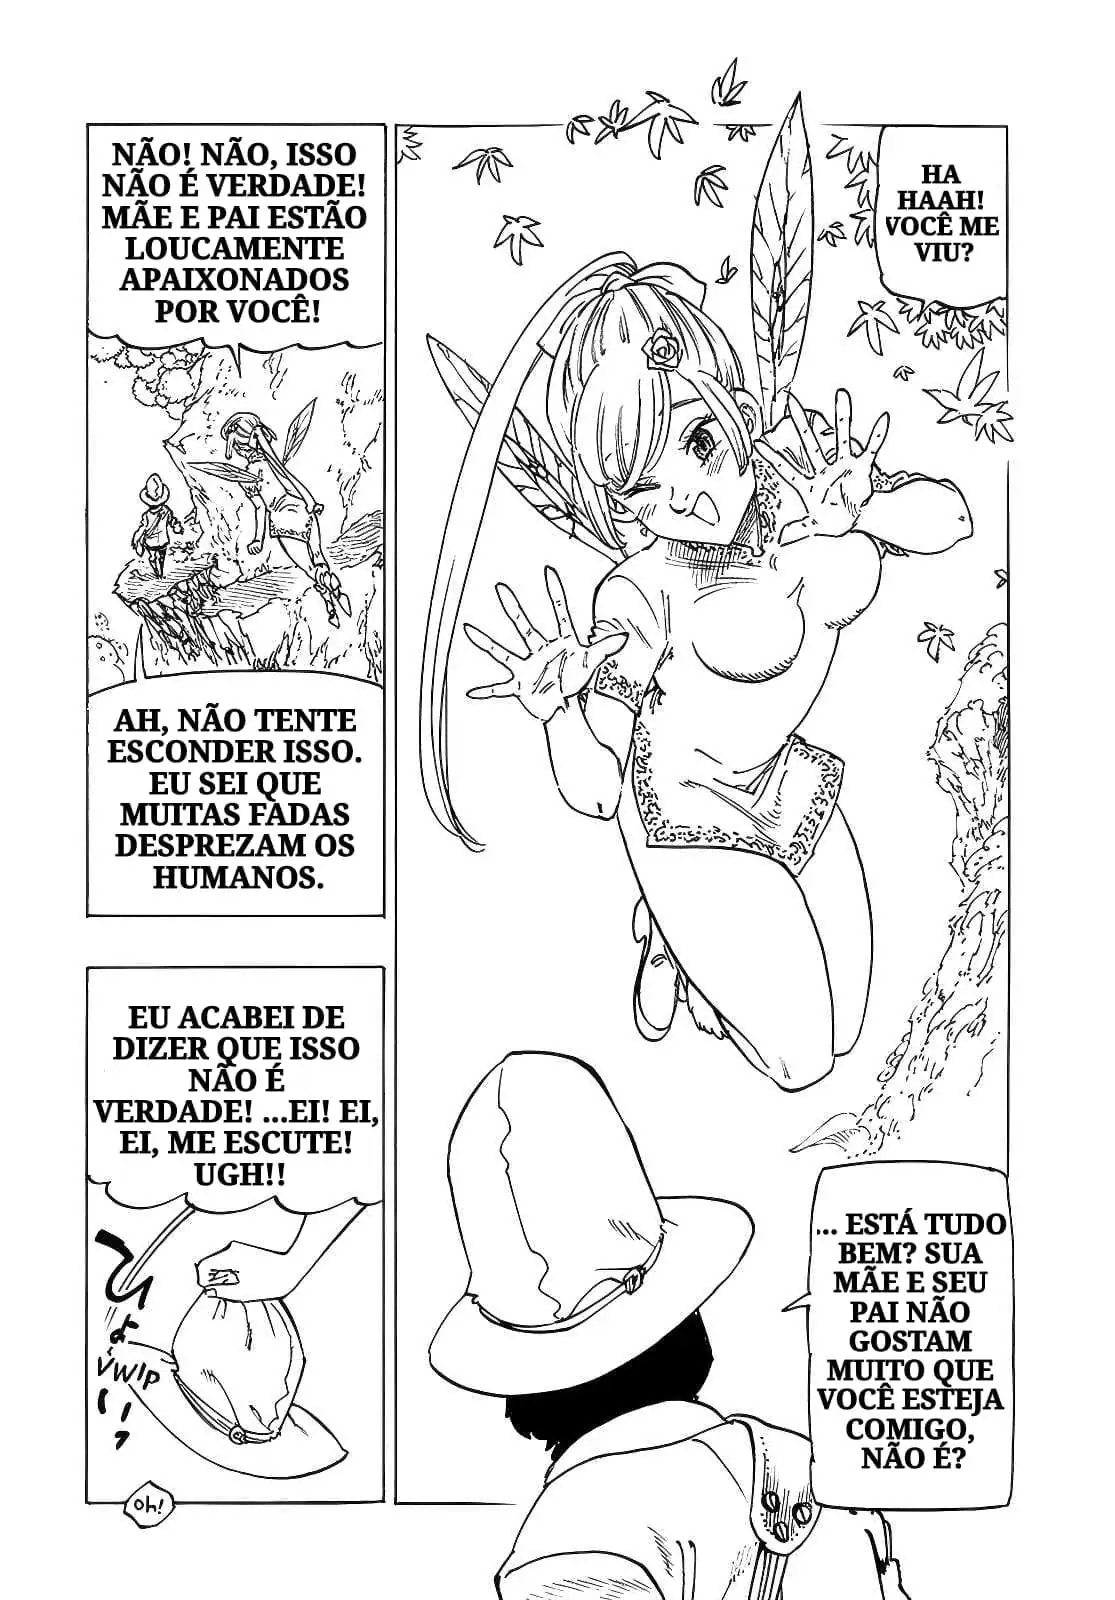 HA
HAAH!
VOCÊ ME
VIU?
... ESTÁ TUDO
BEM? SUA
MÃE E SEU
PAI NÃO
GOSTAM
MUITO QUE
VOCÊ ESTEJA
COMIGO,
NÃO É?
NÃO! NÃO, ISSO
NÃO É VERDADE!
MÃE E PAI ESTÃO
LOUCAMENTE
APAIXONADOS
POR VOCÊ!
AH, NÃO TENTE
ESCONDER ISSO.
EU SEI QUE
MUITAS FADAS
DESPREZAM OS
HUMANOS.
EU ACABEI DE
DIZER QUE ISSO
NÃO É
VERDADE! ...EI! EI,
EI, ME ESCUTE!
UGH!!
ひょい
VWIP
oh!